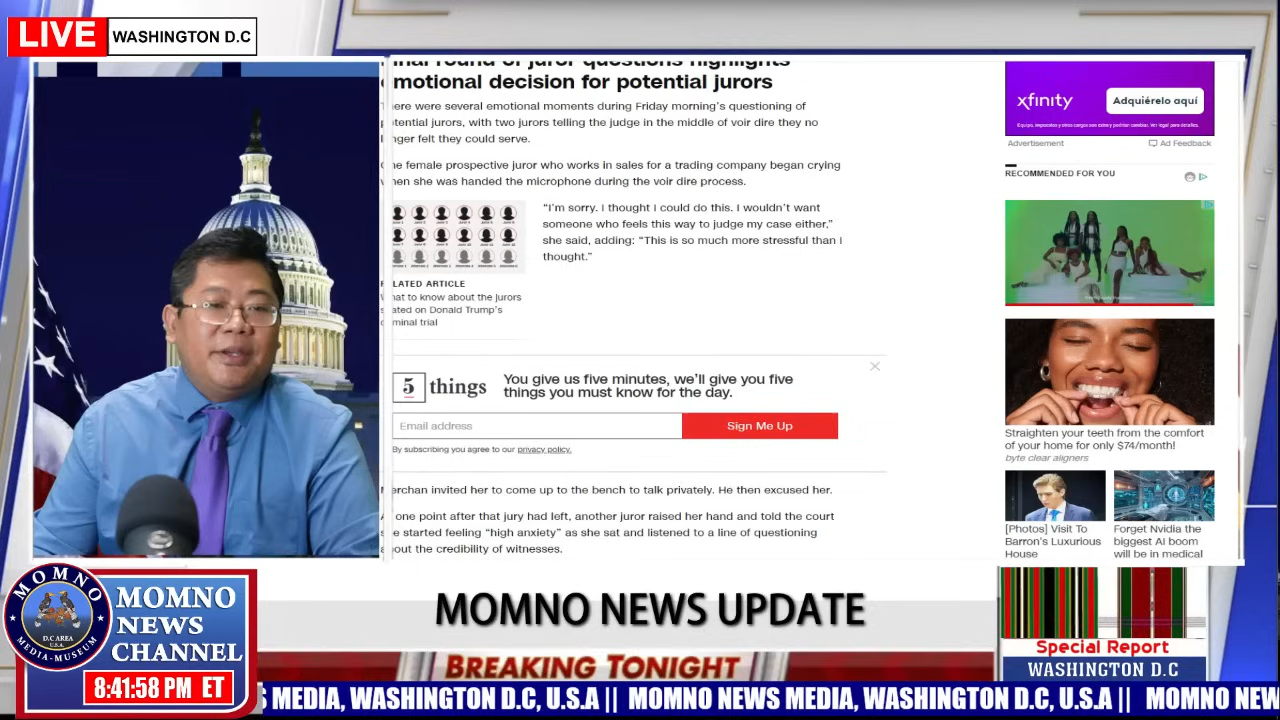 LIVE
WASHINGTON D.C
round of juror questions highlights
motional decision for potential jurors
here were several emotional moments during Friday morning's questioning of
tential jurors, with two jurors telling the judge in the middle of voir dire they no
nger felt they could serve.
ne female prospective juror who works in sales for a trading company began crying
hen she was handed the microphone during the voir dire process.
"I'm sorry. I thought I could do this. I wouldn't want
someone who feels this way to judge my case either,"
she said, adding: "This is so much more stressful than I
thought."
LATED ARTICLE
hat to know about the jurors
ated on Donald Trump's
minal trial
5 things
You give us five minutes, we'll give you five
things you must know for the day.
Email address
Sign Me Up
By subscribing you agree to our privacy policy.
erchan invited her to come up to the bench to talk privately. He then excused her.
one point after that jury had left, another juror raised her hand and told the court
e started feeling "high anxiety" as she sat and listened to a line of questioning
out the credibility of witnesses.
xfinity
Adquiérelo aquí
Advertisement
Ad Feedback
RECOMMENDED FOR YOU
Straighten your teeth from the comfort
of your home for only $74/month!
byte clear aligners
[Photos] Visit To
Barron's Luxurious
House
Forget Nvidia the
biggest AI boom
will be in medical
MOMNO
D.C AREA
U.S.A
MEDIA-MUSEUM
MOMNO
NEWS
CHANNEL
8:41:58 PM ET
MOMNO NEWS UPDATE
BREAKING TONIGHT
Special Report
WASHINGTON D.C
S MEDIA, WASHINGTON D.C, U.S.A || MOMNO NEWS MEDIA, WASHINGTON D.C, U.S.A || MOMNO NEW